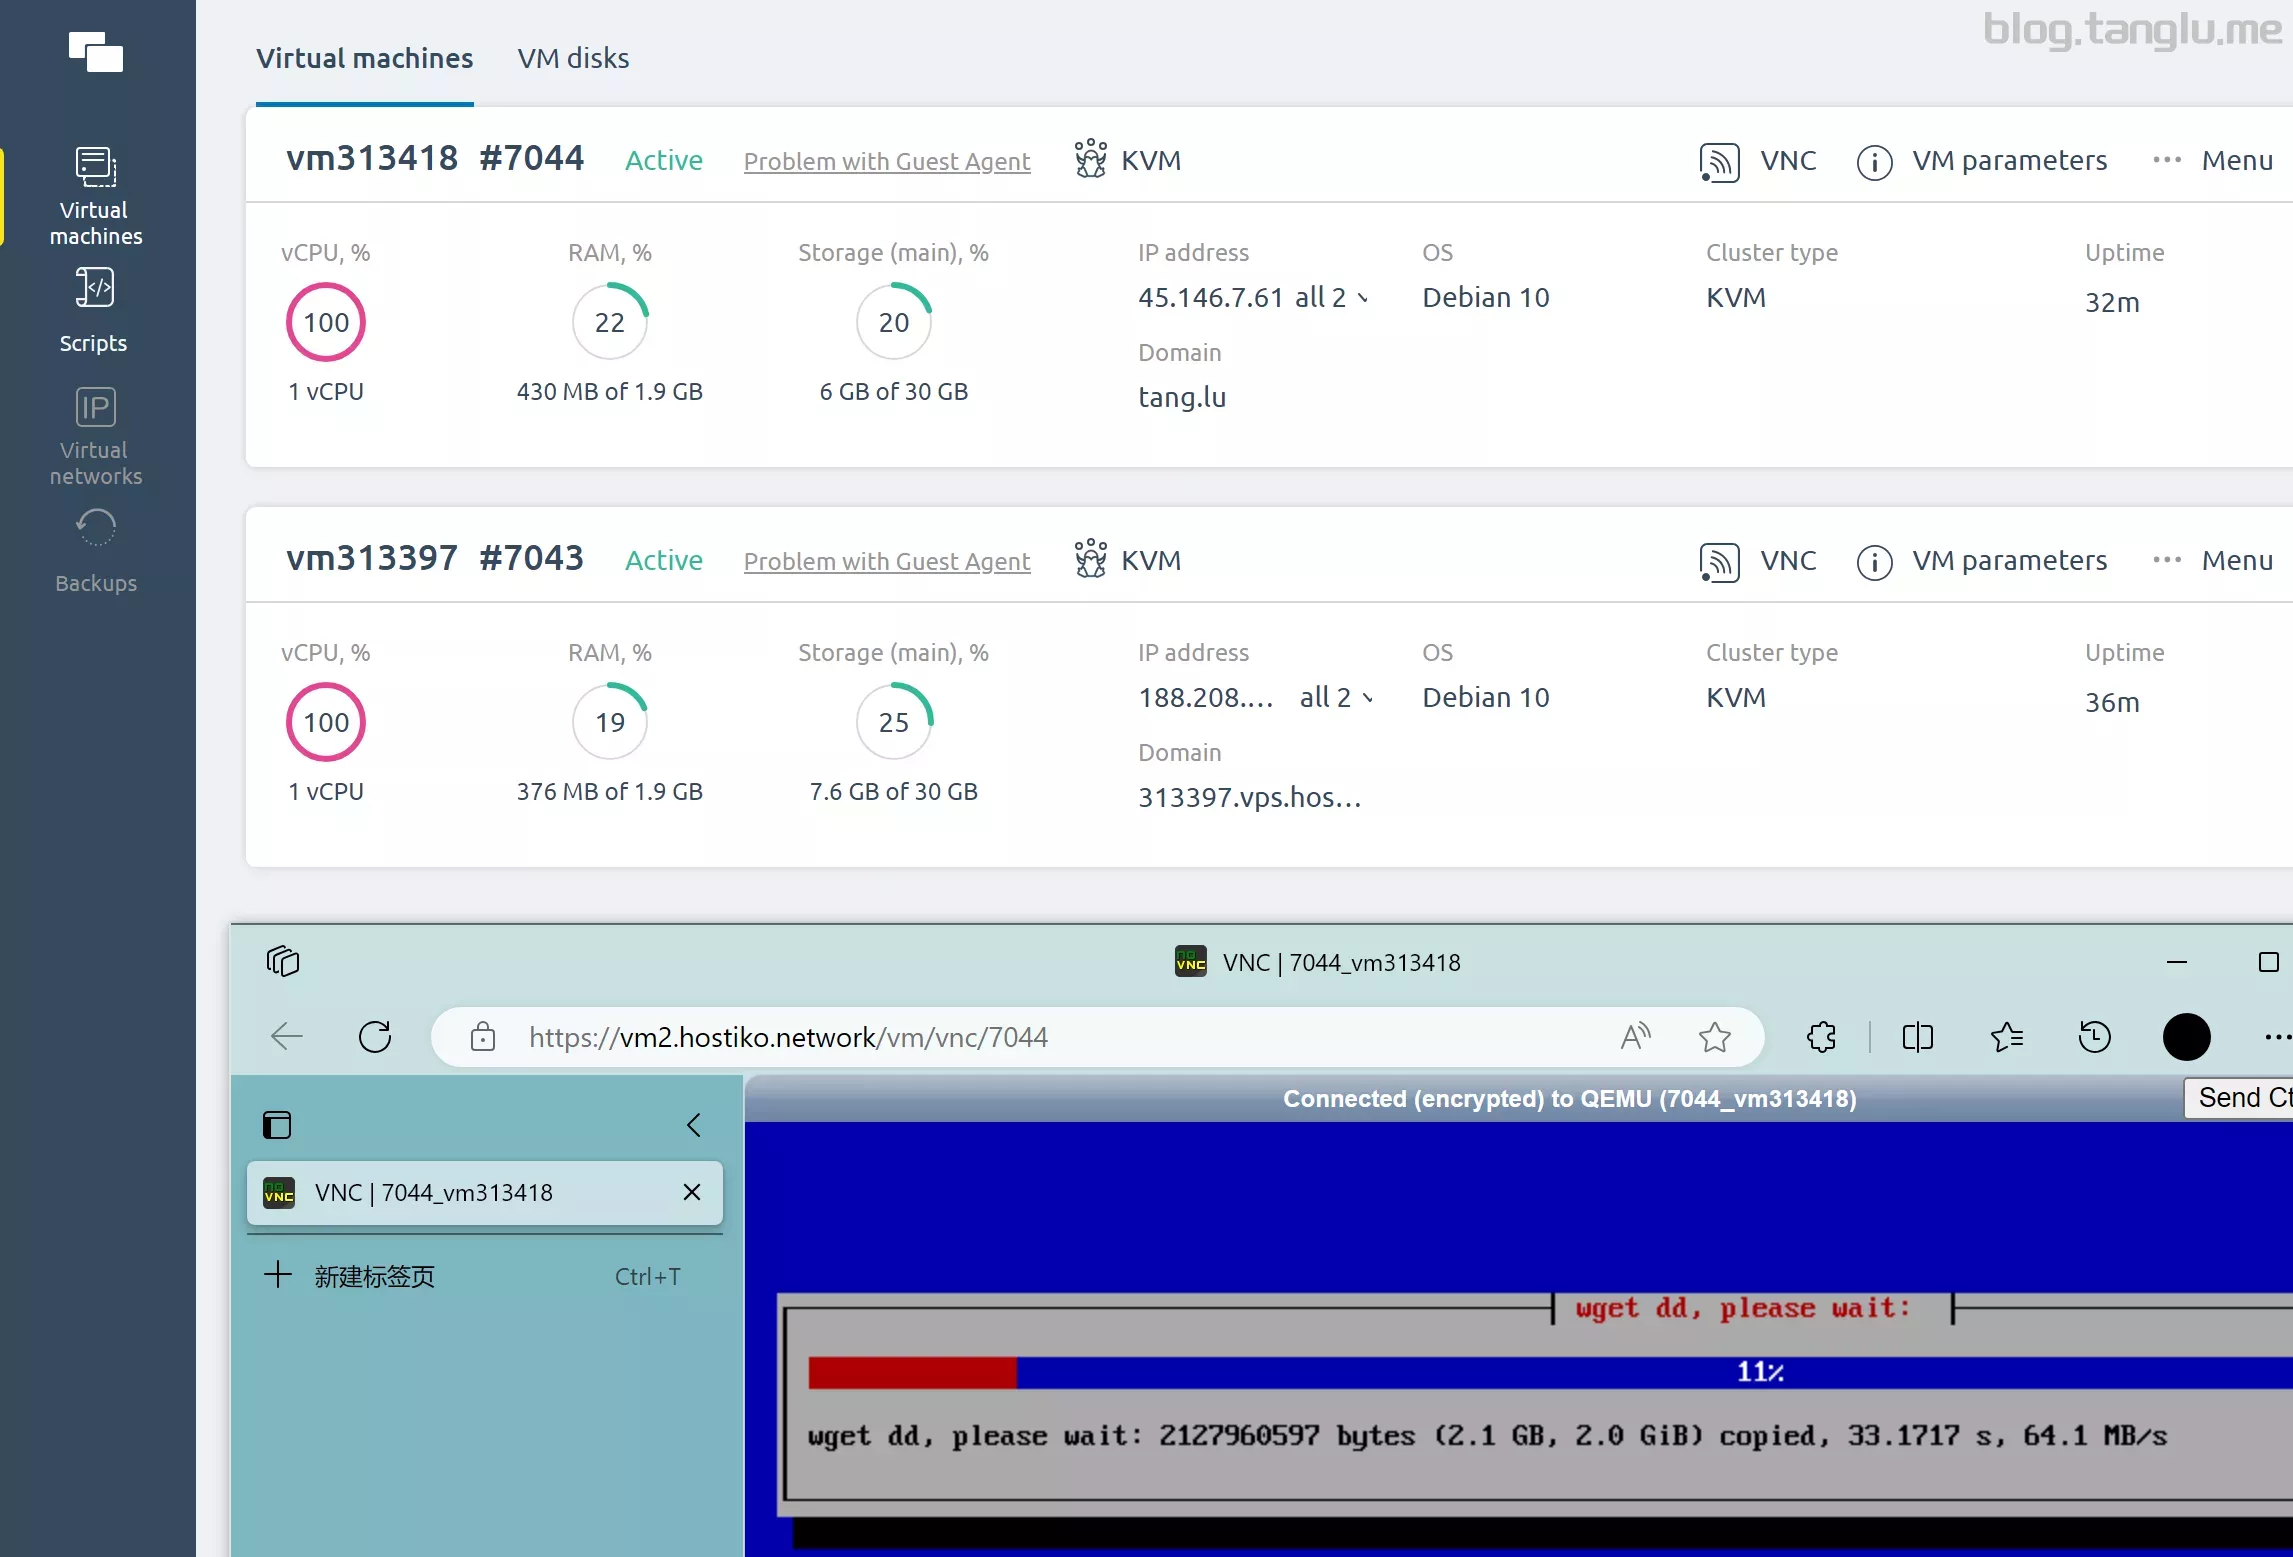 blog.tanglu.me
Virtual machines VM disks
Virtual machines
Scripts
IP
Virtual networks
Backups
vm313418 #7044 Active Problem with Guest Agent KVM VNC VM parameters ··· Menu
vCPU, % RAM, % Storage (main), % IP address OS Cluster type Uptime
100 22 20 45.146.7.61 all 2 Debian 10 KVM 32m
Domain
1 vCPU 430 MB of 1.9 GB 6 GB of 30 GB tang.lu
vm313397 #7043 Active Problem with Guest Agent KVM VNC VM parameters ··· Menu
vCPU, % RAM, % Storage (main), % IP address OS Cluster type Uptime
100 19 25 188.208.... all 2 Debian 10 KVM 36m
Domain
1 vCPU 376 MB of 1.9 GB 7.6 GB of 30 GB 313397.vps.hos...
no VNC VNC | 7044_vm313418
https://vm2.hostiko.network/vm/vnc/7044
Connected (encrypted) to QEMU (7044_vm313418) Send Ct
no VNC VNC | 7044_vm313418
新建标签页 Ctrl+T
wget dd, please wait:
11%
wget dd, please wait: 2127960597 bytes (2.1 GB, 2.0 GiB) copied, 33.1717 s, 64.1 MB/s